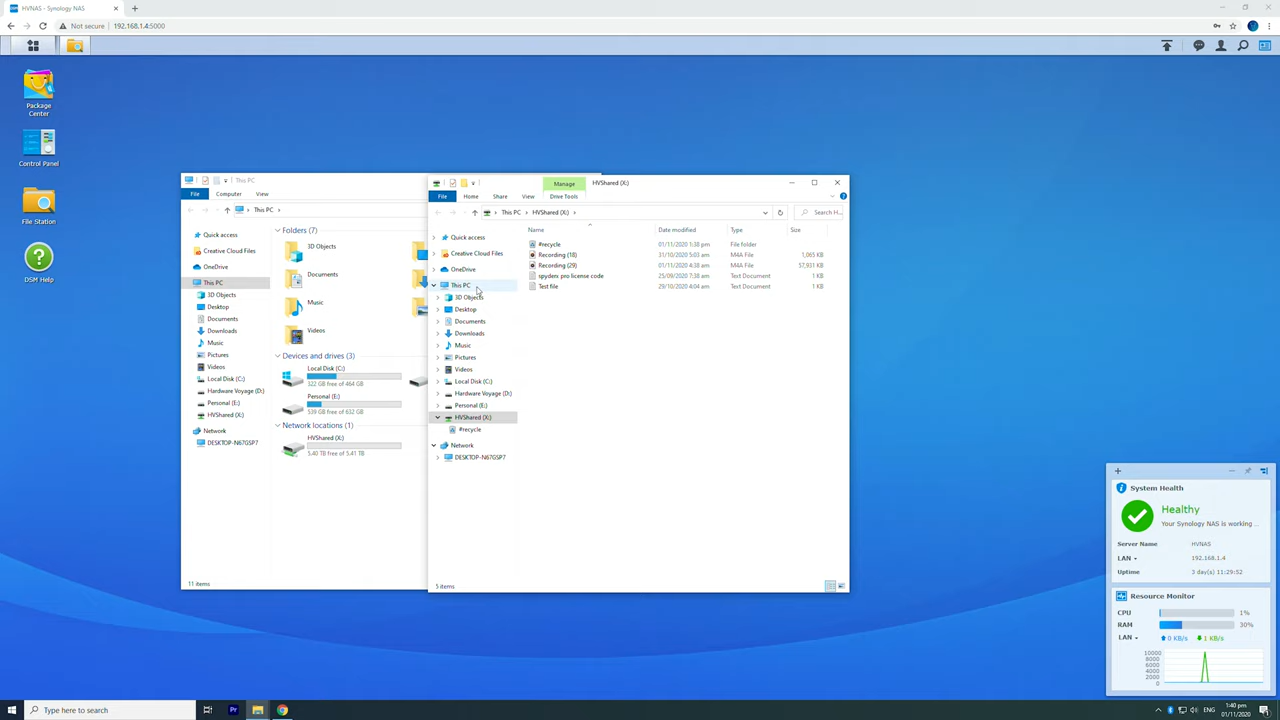 HVNAS - Synology NAS
Not secure
192.168.1.4:5000
Package
Center
Control Panel
File Station
DSM Help
This PC
File
Computer
View
This PC
Quick access
Creative Cloud Files
OneDrive
This PC
3D Objects
Desktop
Documents
Downloads
Music
Pictures
Videos
Local Disk (C:)
Hardware Voyage (D:)
Personal (E:)
HVShared (X:)
Network
DESKTOP-N67GSP7
Folders (7)
3D Objects
Documents
Music
Videos
Devices and drives (3)
Local Disk (C:)
322 GB free of 464 GB
Personal (E:)
539 GB free of 632 GB
Network locations (1)
HVShared (X:)
5.40 TB free of 5.41 TB
11 items
Manage
HVShared (X:)
File
Home
Share
View
Drive Tools
This PC
HVShared (X:)
Search H...
Quick access
Creative Cloud Files
OneDrive
This PC
3D Objects
Desktop
Documents
Downloads
Music
Pictures
Videos
Local Disk (C:)
Hardware Voyage (D:)
Personal (E:)
HVShared (X:)
#recycle
Network
DESKTOP-N67GSP7
Name Date modified Type Size
#recycle 01/11/2020 1:38 pm File folder
Recording (18) 31/10/2020 5:03 am M4A File 1,065 KB
Recording (29) 01/11/2020 4:38 am M4A File 57,931 KB
spyderx pro license code 25/09/2020 7:38 am Text Document 1 KB
Test file 29/10/2020 4:04 am Text Document 1 KB
5 items
System Health
Healthy
Your Synology NAS is working ...
Server Name HVNAS
LAN 192.168.1.4
Uptime 3 day(s) 11:29:52
Resource Monitor
CPU 1%
RAM 30%
LAN 0 KB/s 1 KB/s
10000
8000
6000
4000
2000
0
Type here to search
Pr
ENG
1:40 pm
01/11/2020